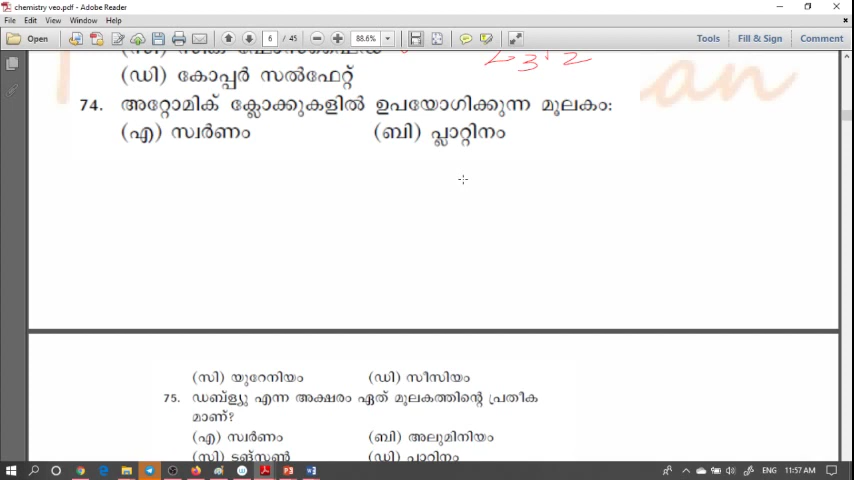 chemistry veo.pdf - Adobe Reader
File Edit View Window Help
Open 6 / 45 88.6% Tools Fill & Sign Comment
(ഡി) കോപ്പർ സൽഫേറ്റ്
74. അറ്റോമിക് ക്ലോക്കുകളിൽ ഉപയോഗിക്കുന്ന മൂലകം:
(എ) സ്വർണം (ബി) പ്ലാറ്റിനം
(സി) യുറേനിയം (ഡി) സീസിയം
75. ഡബ്ള്യു എന്ന അക്ഷരം ഏത് മൂലകത്തിന്റെ പ്രതീക
മാണ്?
(എ) സ്വർണം (ബി) അലുമിനിയം
(സി) ടങ്സൺ (ഡി) പ്ലാറ്റിനം
ENG 11:57 AM